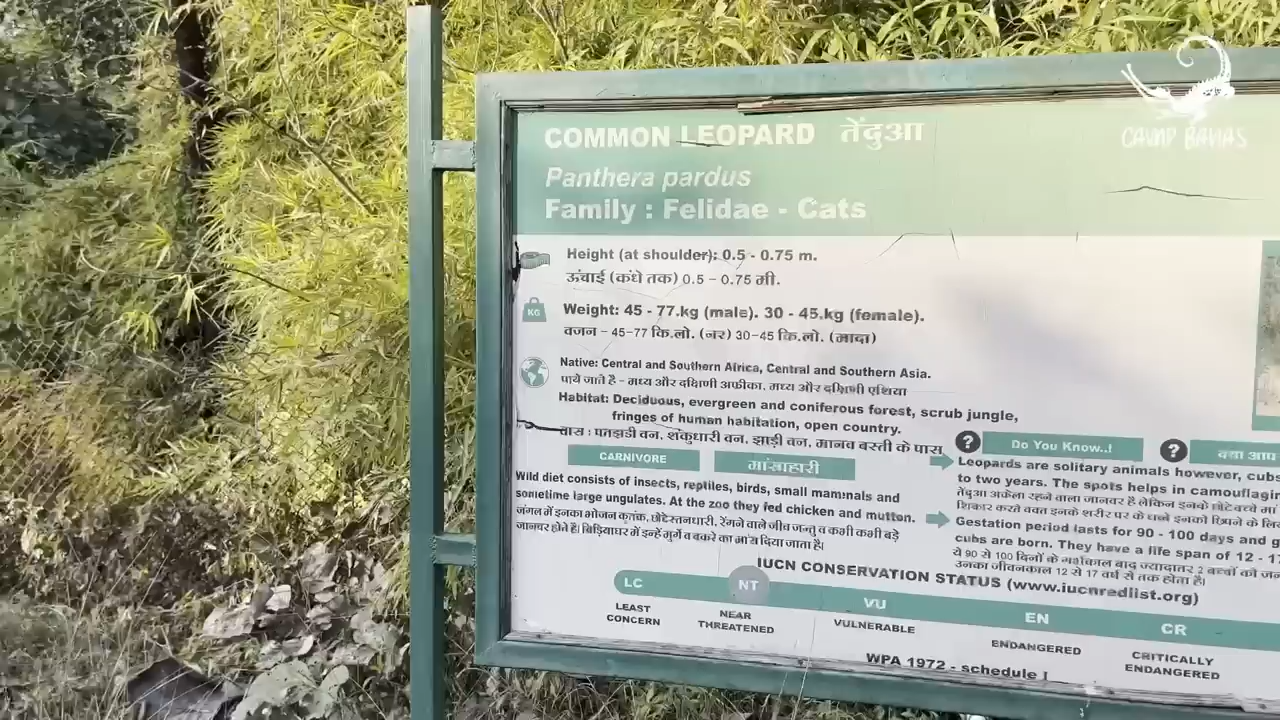 CAMP BAVAS
COMMON LEOPARD तेंदुआ
Panthera pardus
Family : Felidae - Cats
Height (at shoulder): 0.5 - 0.75 m.
ऊंचाई (कंधे तक) 0.5 – 0.75 मी.
KG
Weight: 45 - 77.kg (male). 30 - 45.kg (female).
वजन – 45–77 कि.लो. (नर) 30–45 कि.लो. (मादा)
Native: Central and Southern Africa, Central and Southern Asia.
पाये जाते है – मध्य और दक्षिणी अफ्रीका. मध्य और दक्षिणी एशिया
Habitat: Deciduous, evergreen and coniferous forest, scrub jungle,
fringes of human habitation, open country.
वास : पतझडी वन, शंकुधारी वन, झाड़ी वन, मानव बस्ती के पास
CARNIVORE मांसाहारी
Wild diet consists of insects, reptiles, birds, small mammals and
sometime large ungulates. At the zoo they fed chicken and mutton.
जंगल में इनका भोजन कृतंक, छोटे स्तनधारी, रेंगने वाले जीव जन्तु व कभी कभी बड़े
जानवर होते है। चिड़ियाघर में इन्हें मुर्गे व बकरे का मांस दिया जाता है।
? Do You Know..! ? क्या आप
Leopards are solitary animals however, cubs
to two years. The spots helps in camouflagin
तेंदुआ अकेला रहने वाला जानवर है लेकिन इनके छोटे बच्चे मां
शिकार करते वक्त इनके शरीर पर के धब्बे इनको छिपने के लि
Gestation period lasts for 90 - 100 days and g
cubs are born. They have a life span of 12 - 17
ये 90 से 100 दिनों के गर्भकाल बाद ज्यादातर 2 बच्चों को जन
उनका जीवनकाल 12 से 17 वर्ष से तक होता है।
IUCN CONSERVATION STATUS (www.iucnredlist.org)
LC NT VU EN CR
LEAST CONCERN
NEAR THREATENED
VULNERABLE
ENDANGERED
CRITICALLY ENDANGERED
WPA 1972 - schedule I